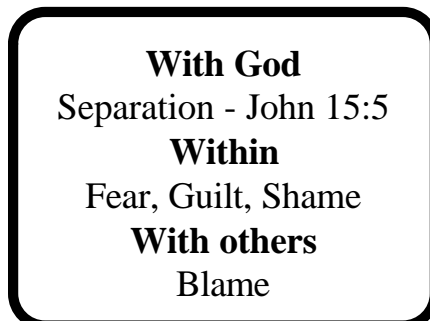 With God
Separation - John 15:5
Within
Fear, Guilt, Shame
With others
Blame